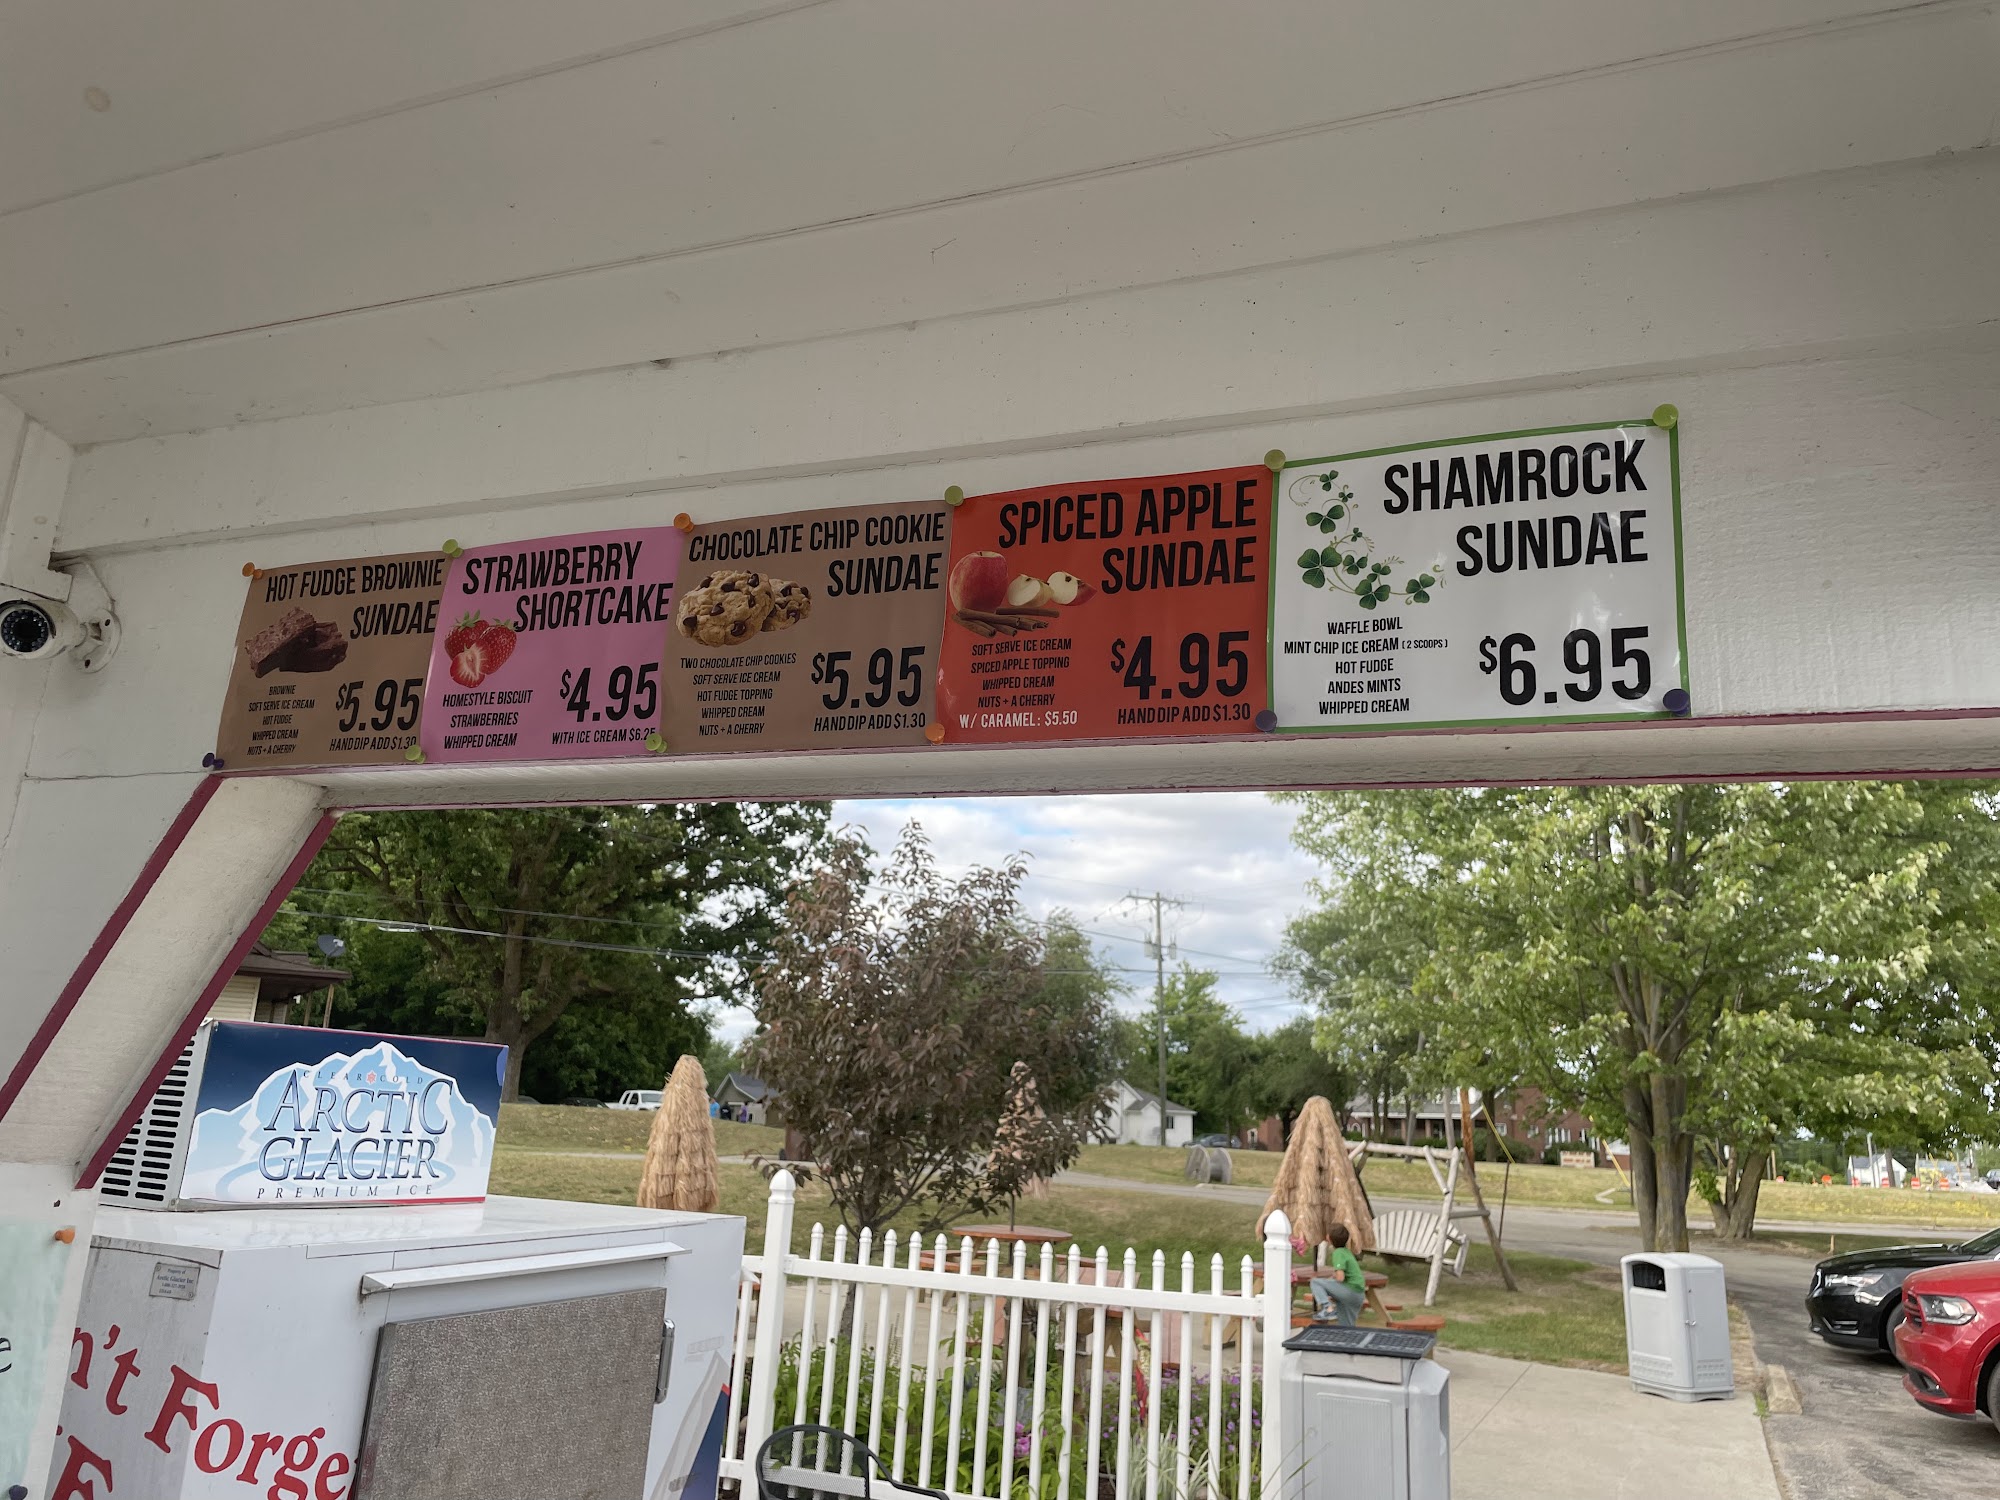 HOT FUDGE BROWNIE
SUNDAE
BROWNIE
SOFT SERVE ICE CREAM
HOT FUDGE
WHIPPED CREAM
NUTS + A CHERRY
$5.95
HAND DIP ADD $1.30
STRAWBERRY
SHORTCAKE
HOMESTYLE BISCUIT
STRAWBERRIES
WHIPPED CREAM
$4.95
WITH ICE CREAM $6.25
CHOCOLATE CHIP COOKIE
SUNDAE
TWO CHOCOLATE CHIP COOKIES
SOFT SERVE ICE CREAM
HOT FUDGE TOPPING
WHIPPED CREAM
NUTS + A CHERRY
$5.95
HAND DIP ADD $1.30
SPICED APPLE
SUNDAE
SOFT SERVE ICE CREAM
SPICED APPLE TOPPING
WHIPPED CREAM
NUTS + A CHERRY
W/ CARAMEL: $5.50
$4.95
HAND DIP ADD $1.30
SHAMROCK
SUNDAE
WAFFLE BOWL
MINT CHIP ICE CREAM ( 2 SCOOPS )
HOT FUDGE
ANDES MINTS
WHIPPED CREAM
$6.95
CLEAR COLD
ARCTIC
GLACIER
PREMIUM ICE
n't Forge